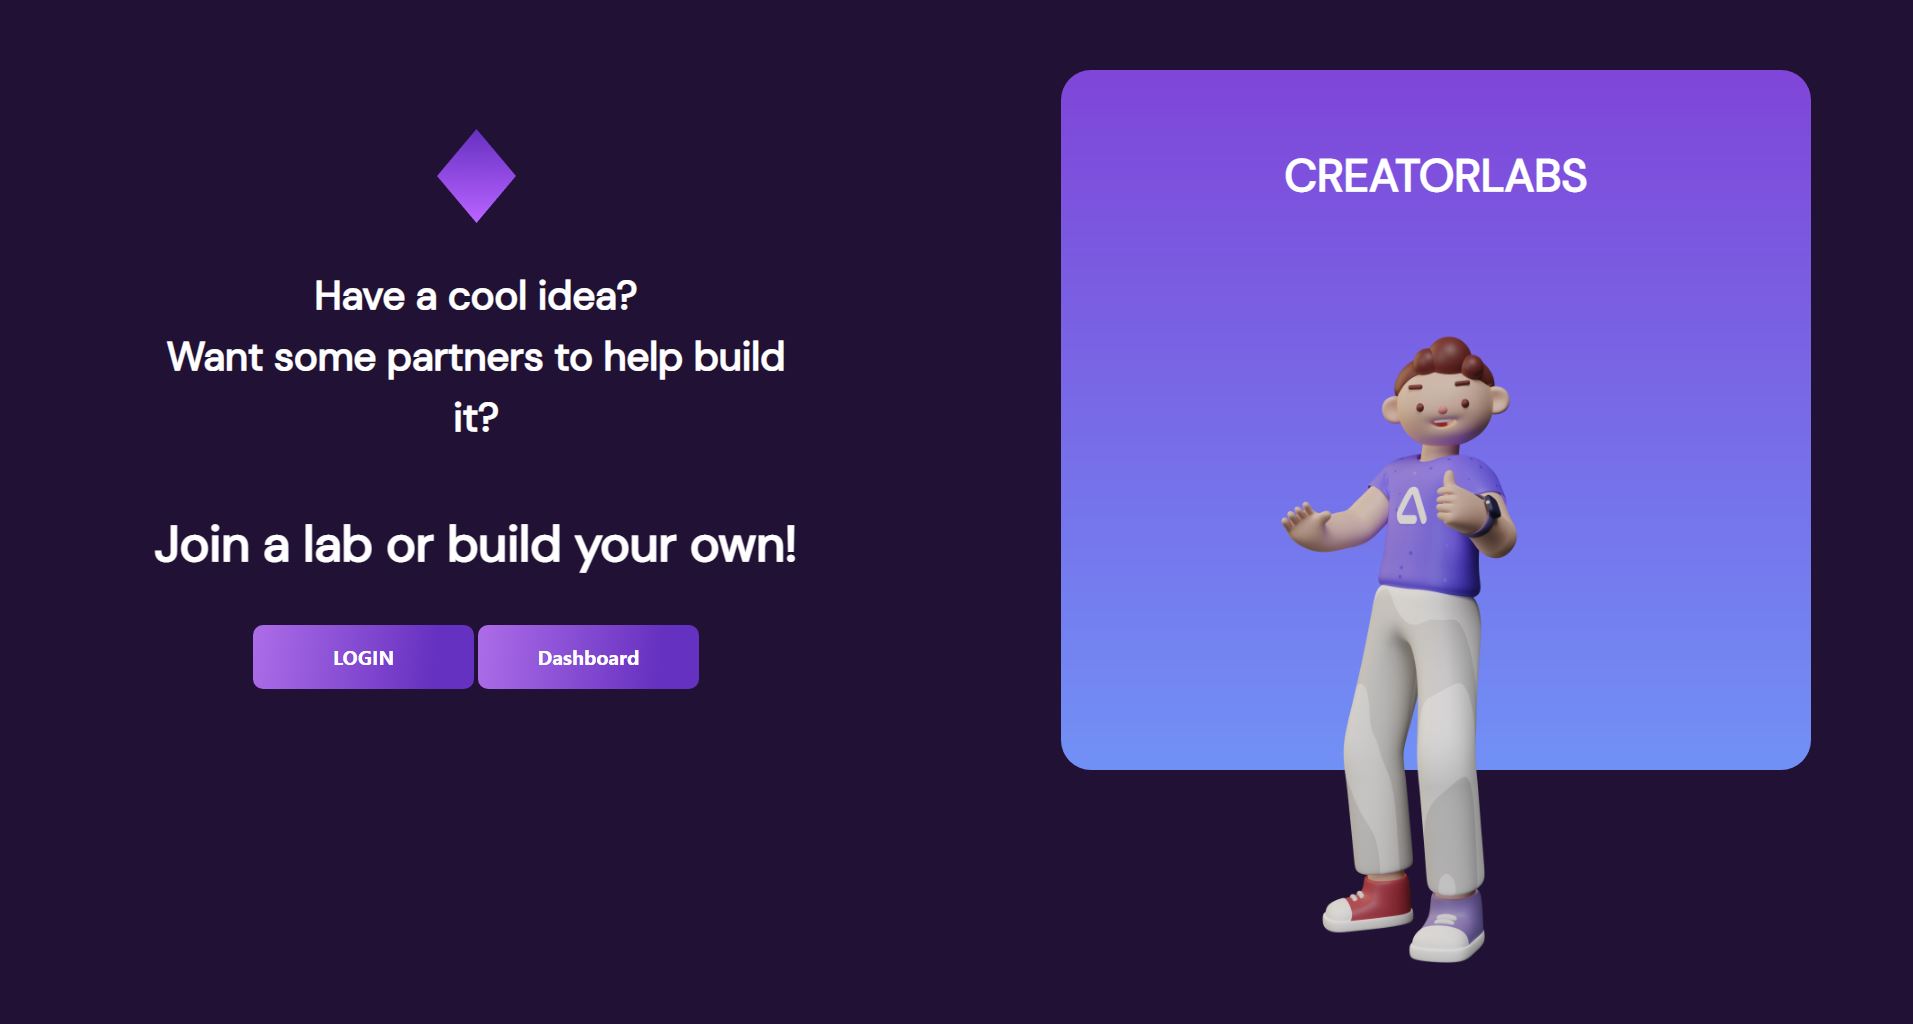 Have a cool idea?
Want some partners to help build
it?
Join a lab or build your own!
LOGIN
Dashboard
CREATORLABS